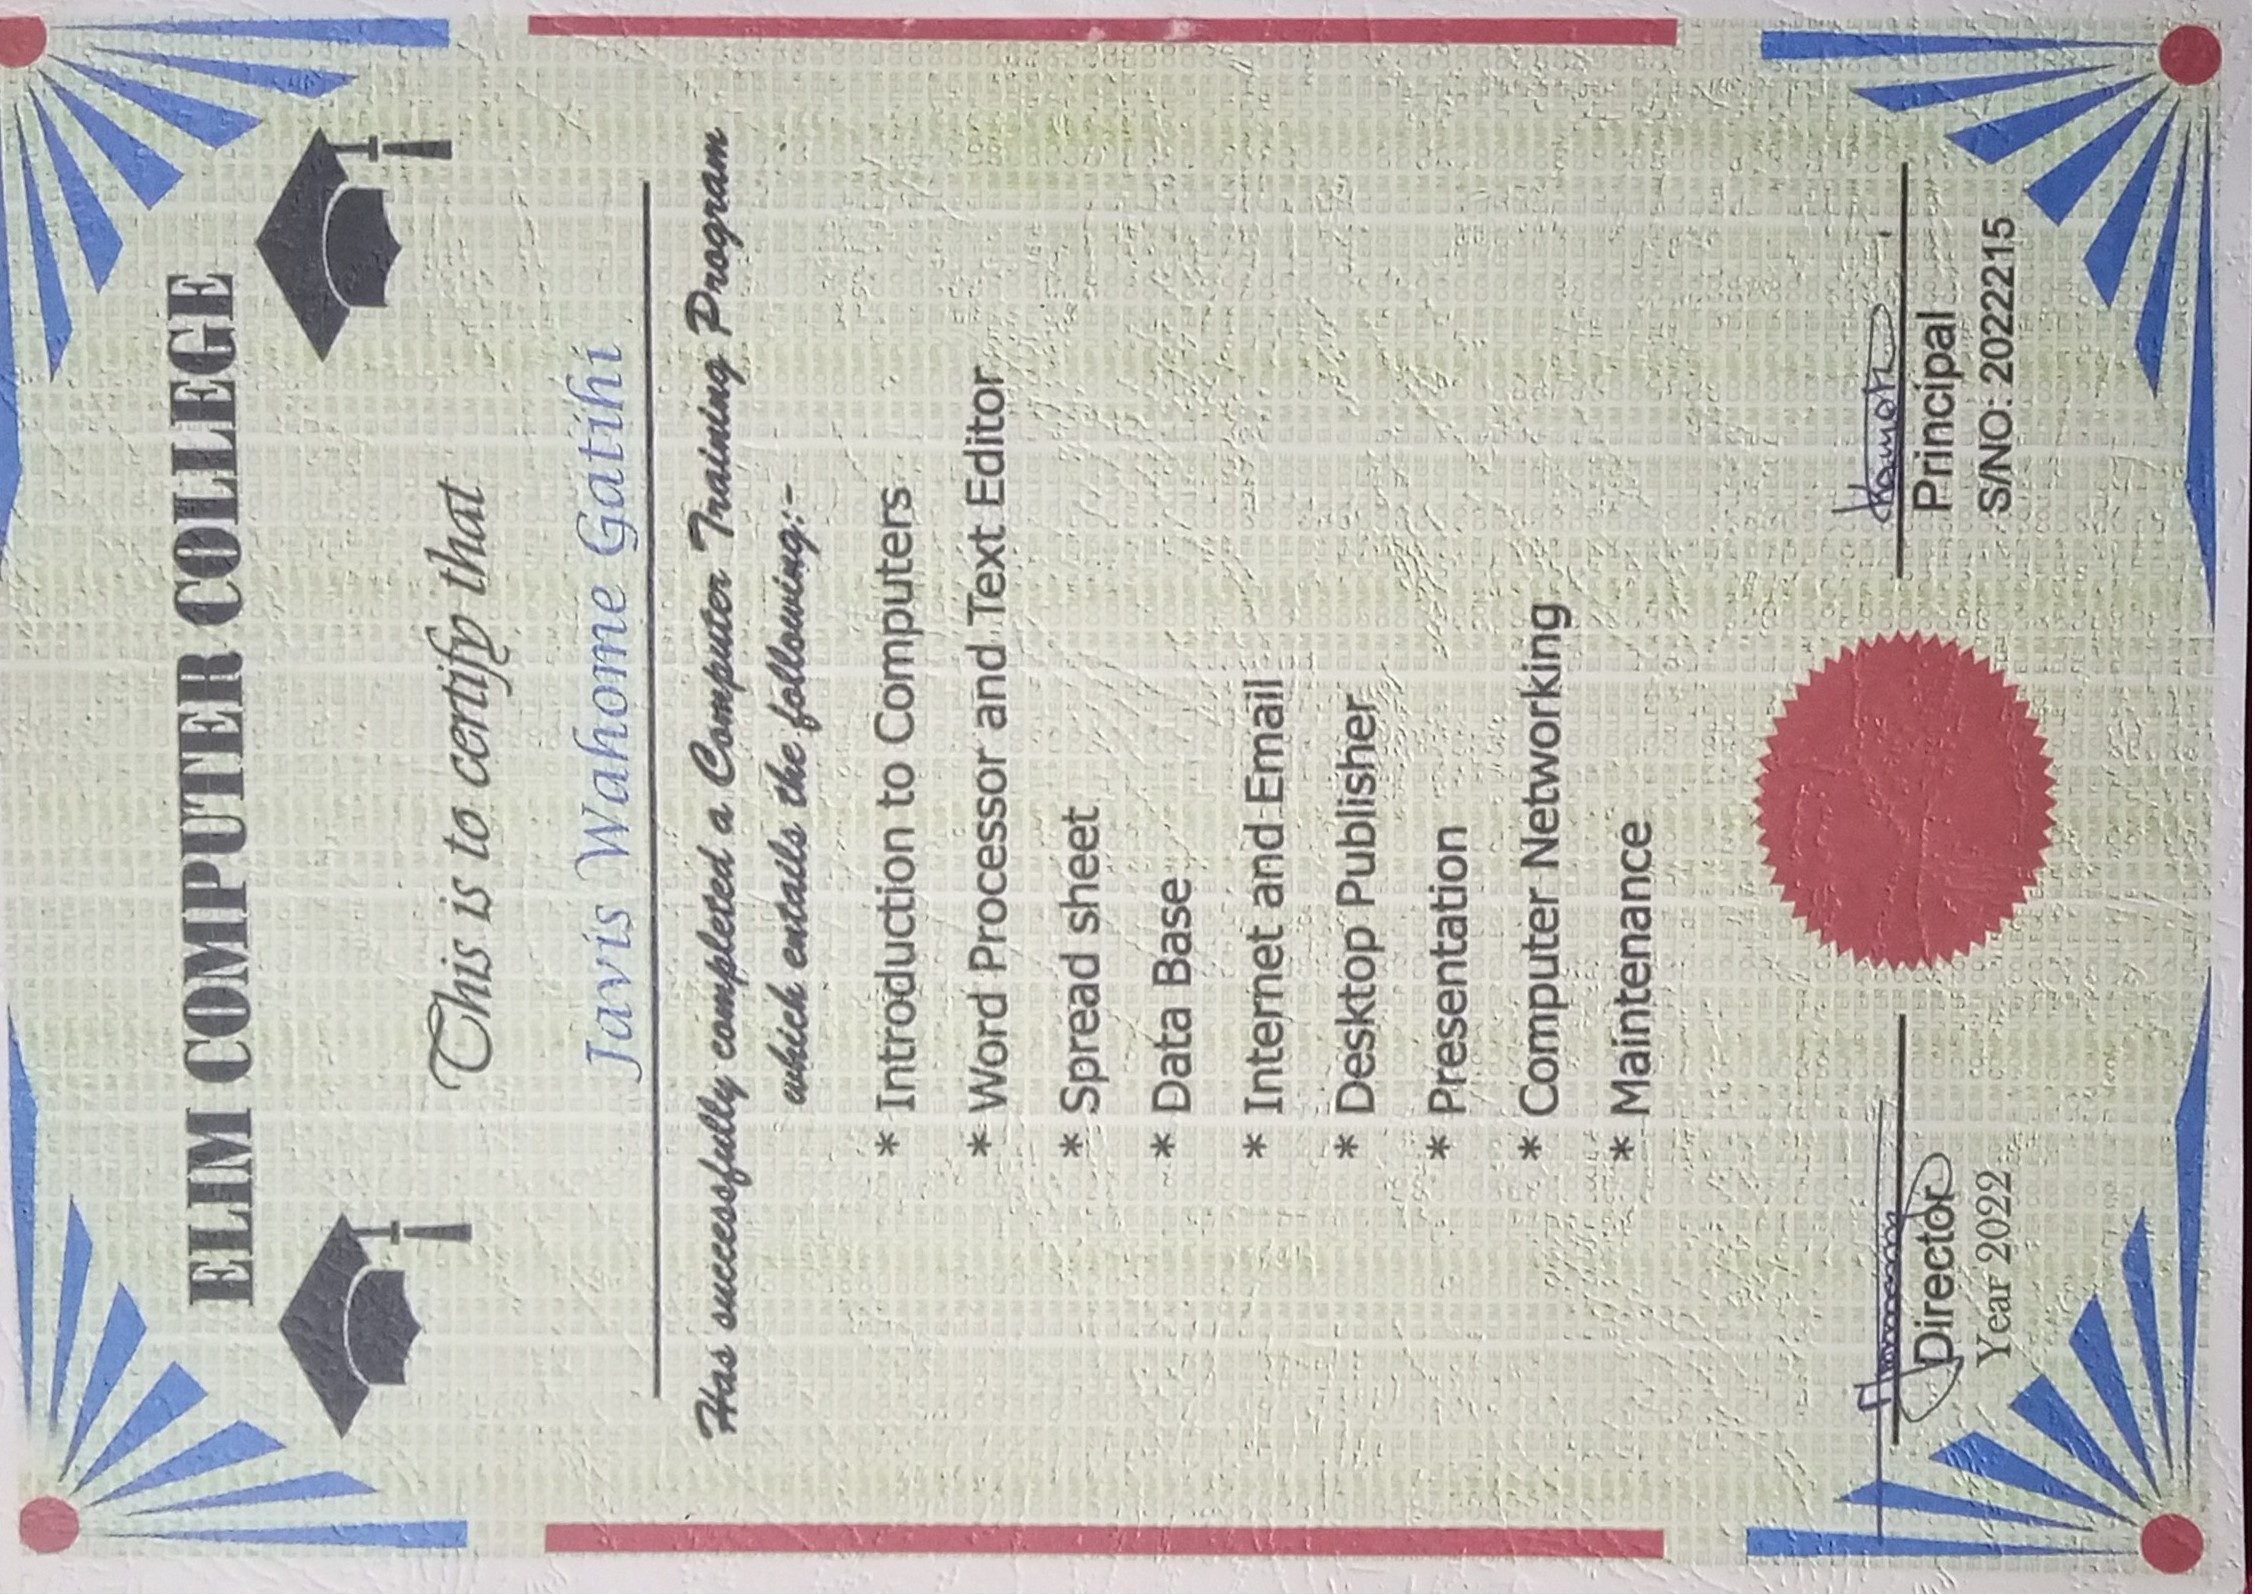 ELIM COMPUTER COLLEGE
This is to certify that
Javis Wahome Gatihi
Has successfully completed a Computer Training Program
which entails the following:-
* Introduction to Computers
* Word Processor and Text Editor
* Spread sheet
* Data Base
* Internet and Email
* Desktop Publisher
* Presentation
* Computer Networking
* Maintenance
Director
Year 2022
Principal
S/NO: 2022215